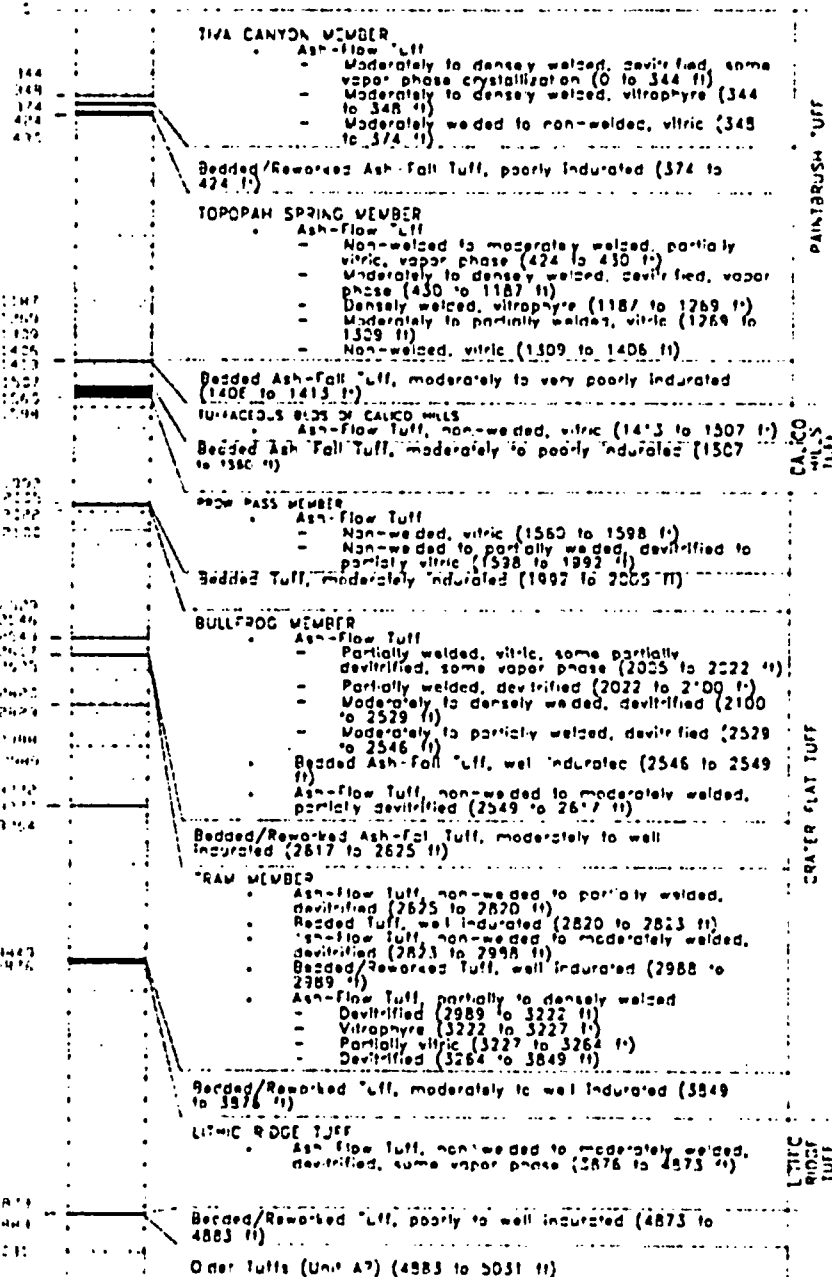 TIVA CANYON MEMBER
Ash-Flow Tuff
- Moderately to densely welded, devitrified, some
vapor phase crystallization (0 to 344 ft)
- Moderately to densely welded, vitrophyre (344
to 348 ft)
- Moderately welded to non-welded, vitric (348
to 374 ft)
Bedded/Reworked Ash-Fall Tuff, poorly indurated (374 to
424 ft)
TOPOPAH SPRING MEMBER
Ash-Flow Tuff
- Non-welded to moderately welded, partially
vitric, vapor phase (424 to 430 ft)
- Moderately to densely welded, devitrified, vapor
phase (430 to 1187 ft)
- Densely welded, vitrophyre (1187 to 1269 ft)
- Moderately to partially welded, vitric (1269 to
1309 ft)
- Non-welded, vitric (1309 to 1406 ft)
Bedded Ash-Fall Tuff, moderately to very poorly indurated
(1406 to 1413 ft)
TUFFACEOUS BEDS OF CALICO HILLS
Ash-Flow Tuff, non-welded, vitric (1413 to 1507 ft)
Bedded Ash Fall Tuff, moderately to poorly indurated (1507
to 1560 ft)
PROW PASS MEMBER
Ash-Flow Tuff
- Non-welded, vitric (1560 to 1598 ft)
- Non-welded to partially welded, devitrified to
partially vitric (1598 to 1992 ft)
Bedded Tuff, moderately indurated (1992 to 2005 ft)
BULLFROG MEMBER
Ash-Flow Tuff
- Partially welded, vitric, some partially
devitrified, some vapor phase (2005 to 2022 ft)
- Partially welded, devitrified (2022 to 2100 ft)
- Moderately to densely welded, devitrified (2100
to 2529 ft)
- Moderately to partially welded, devitrified (2529
to 2546 ft)
Bedded Ash-Fall Tuff, well indurated (2546 to 2549
ft)
Ash-Flow Tuff, non-welded to moderately welded,
partially devitrified (2549 to 2617 ft)
Bedded/Reworked Ash-Fall Tuff, moderately to well
indurated (2617 to 2625 ft)
TRAM MEMBER
Ash-Flow Tuff, non-welded to partially welded,
devitrified (2625 to 2820 ft)
Bedded Tuff, well indurated (2820 to 2823 ft)
Ash-Flow Tuff, non-welded to moderately welded,
devitrified (2823 to 2988 ft)
Bedded/Reworked Tuff, well indurated (2988 to
2989 ft)
Ash-Flow Tuff, partially to densely welded
- Devitrified (2989 to 3222 ft)
- Vitrophyre (3222 to 3227 ft)
- Partially vitric (3227 to 3264 ft)
- Devitrified (3264 to 3849 ft)
Bedded/Reworked Tuff, moderately to well indurated (3849
to 3876 ft)
LITHIC RIDGE TUFF
Ash Flow Tuff, non-welded to moderately welded,
devitrified, some vapor phase (3876 to 4873 ft)
Bedded/Reworked Tuff, poorly to well indurated (4873 to
4883 ft)
Older Tuffs (Unit A?) (4883 to 5031 ft)
PAINTBRUSH TUFF
CALICO
HILLS
TUFF
CRATER FLAT TUFF
LITHIC
RIDGE
TUFF
344
348
374
424
430
1187
1269
1309
1406
1413
1507
1560
1598